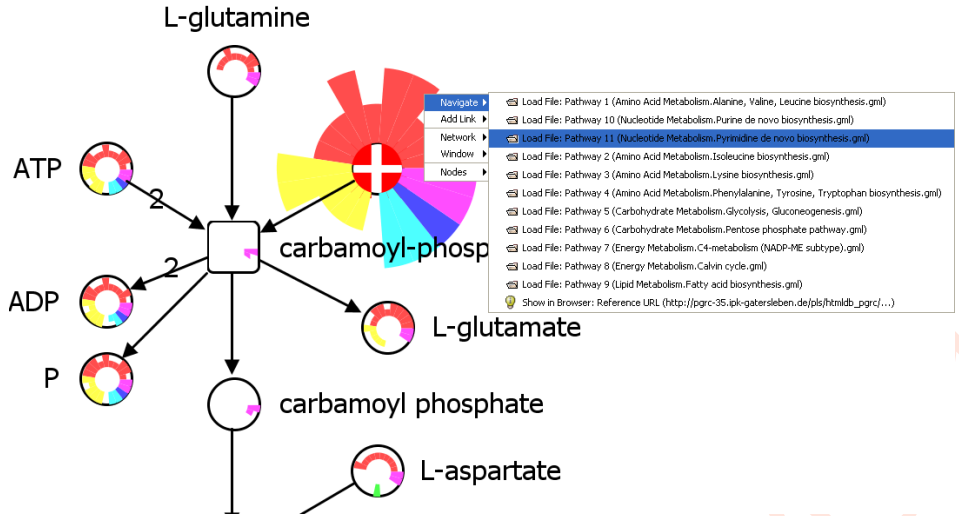 L-glutamine
Navigate
Add Link
Network
Window
Nodes
Load File: Pathway 1 (Amino Acid Metabolism.Alanine, Valine, Leucine biosynthesis.gml)
Load File: Pathway 10 (Nucleotide Metabolism.Purine de novo biosynthesis.gml)
Load File: Pathway 11 (Nucleotide Metabolism.Pyrimidine de novo biosynthesis.gml)
Load File: Pathway 2 (Amino Acid Metabolism.Isoleucine biosynthesis.gml)
Load File: Pathway 3 (Amino Acid Metabolism.Lysine biosynthesis.gml)
Load File: Pathway 4 (Amino Acid Metabolism.Phenylalanine, Tyrosine, Tryptophan biosynthesis.gml)
Load File: Pathway 5 (Carbohydrate Metabolism.Glycolysis, Gluconeogenesis.gml)
Load File: Pathway 6 (Carbohydrate Metabolism.Pentose phosphate pathway.gml)
Load File: Pathway 7 (Energy Metabolism.C4-metabolism (NADP-ME subtype).gml)
Load File: Pathway 8 (Energy Metabolism.Calvin cycle.gml)
Load File: Pathway 9 (Lipid Metabolism.Fatty acid biosynthesis.gml)
Show in Browser: Reference URL (http://pgrc-35.ipk-gatersleben.de/pls/htmldb_pgrc/...)
ATP
2
carbamoyl-phosp
2
ADP
L-glutamate
P
carbamoyl phosphate
L-aspartate